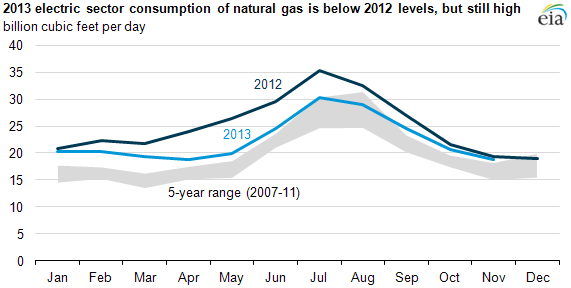 2013 electric sector consumption of natural gas is below 2012 levels, but still high
billion cubic feet per day
eia
40
35
30
25
20
15
10
5
0
2012
2013
5-year range (2007-11)
Jan Feb Mar Apr May Jun Jul Aug Sep Oct Nov Dec